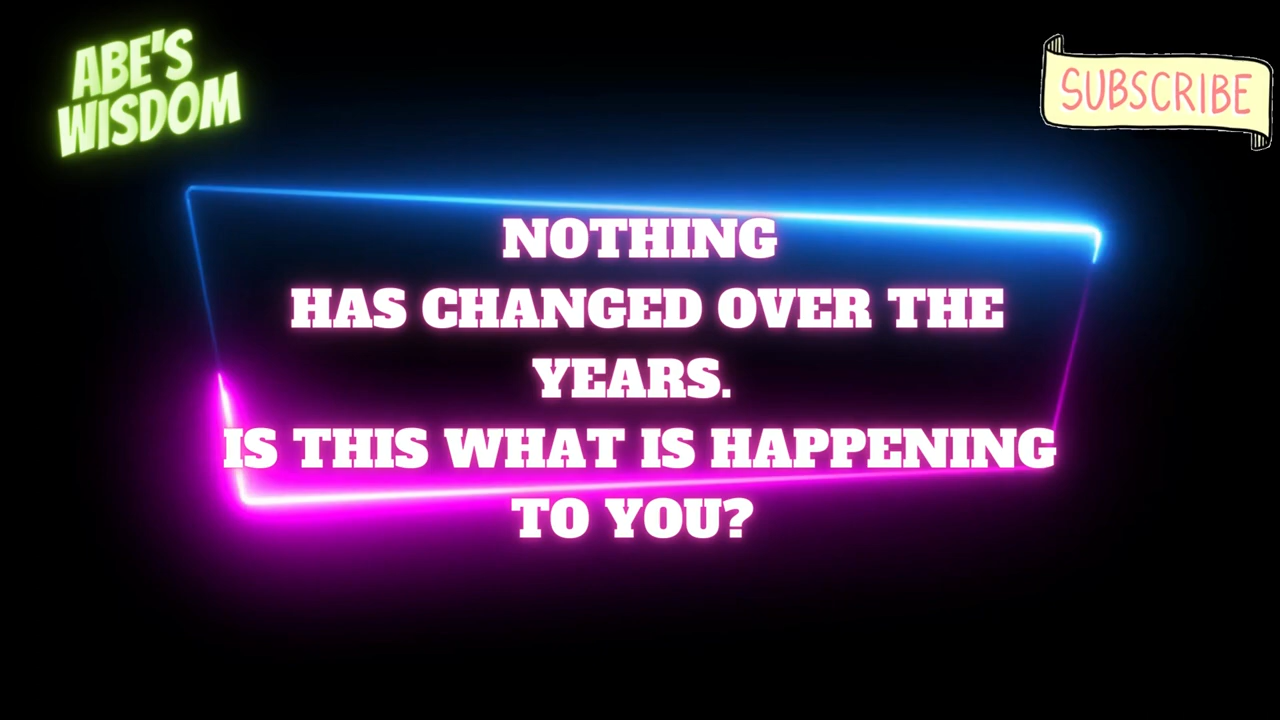 ABE'S
WISDOM
SUBSCRIBE
NOTHING
HAS CHANGED OVER THE
YEARS.
IS THIS WHAT IS HAPPENING
TO YOU?